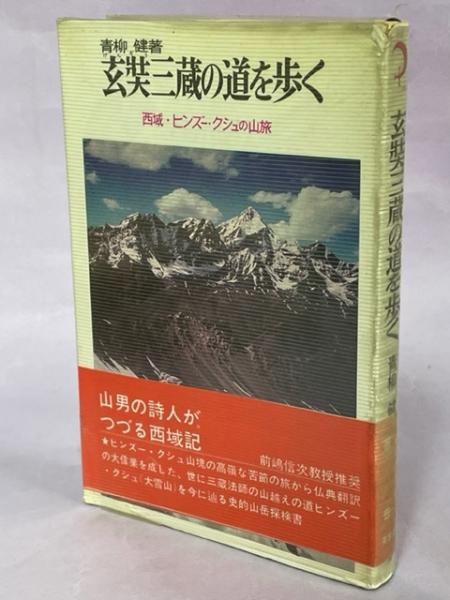 青柳 健著
玄奘三蔵の道を歩く
西域・ヒンズー・クシュの山旅
山男の詩人が
つづる西域記
前嶋信次教授推奨
★ヒンズー・クシュ山境の高嶺な苦節の旅から仏典翻訳
の大偉業を成した、世に三蔵法師の山越えの道ヒンズー
・クシュ〈大雪山〉を今に辿る史的山岳探検書
玄奘三蔵の道を歩く
青柳 健